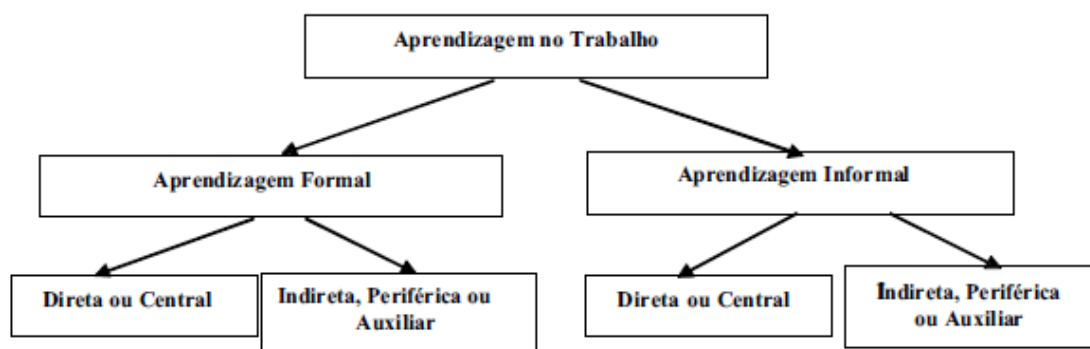 Aprendizagem no Trabalho
Aprendizagem Formal
Aprendizagem Informal
Direta ou Central
Indireta, Periférica ou
Auxiliar
Direta ou Central
Indireta, Periférica
ou Auxiliar